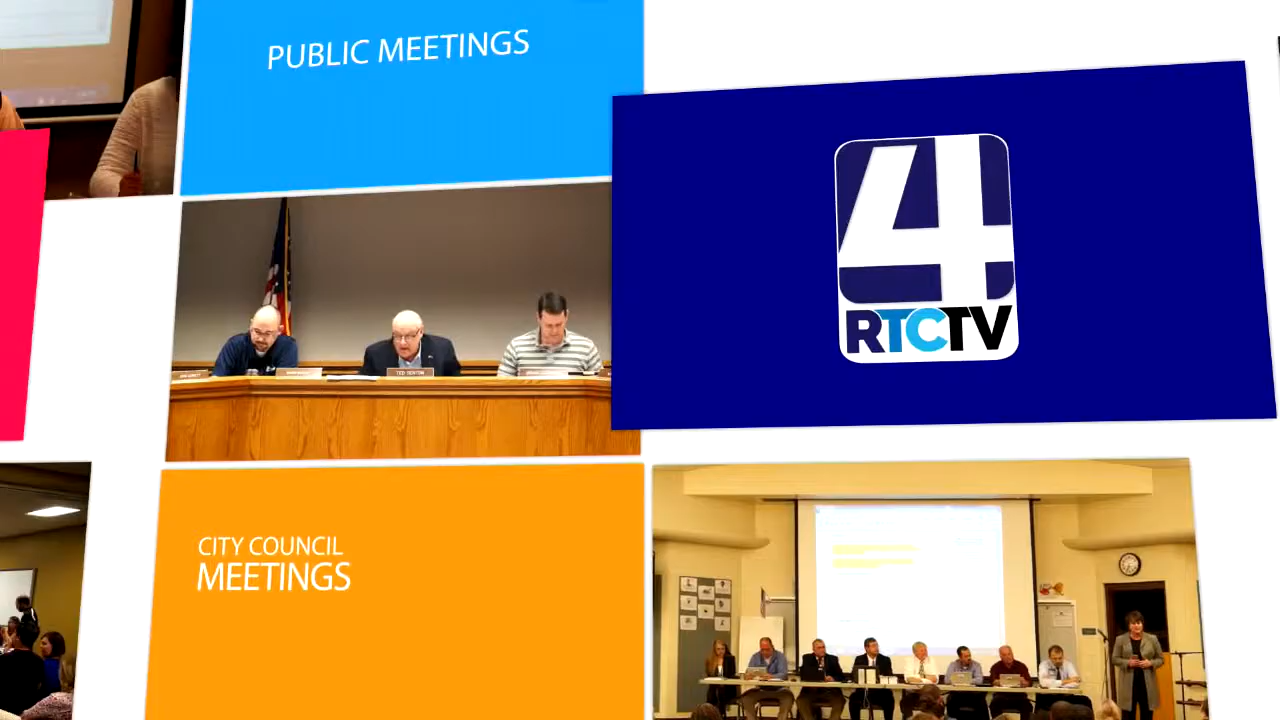 PUBLIC MEETINGS
4
RTCTV
TED DENTON
CITY COUNCIL
MEETINGS